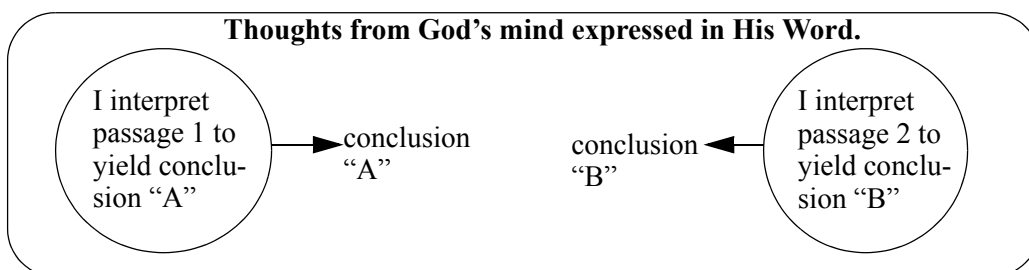 Thoughts from God’s mind expressed in His Word.
I interpret
passage 1 to
yield conclu-
sion “A”
conclusion
“A”
conclusion
“B”
I interpret
passage 2 to
yield conclu-
sion “B”